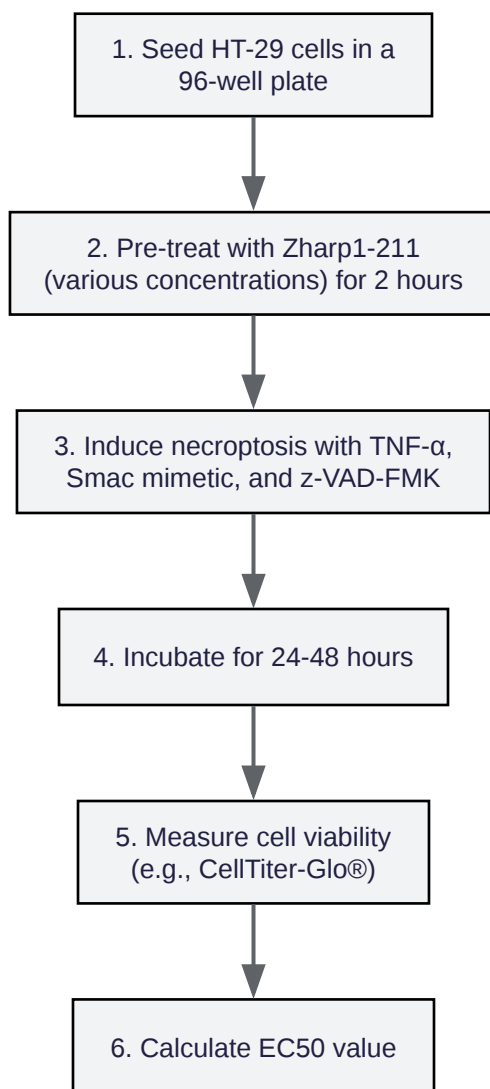 1. Seed HT-29 cells in a
96-well plate
2. Pre-treat with Zharp1-211
(various concentrations) for 2 hours
3. Induce necroptosis with TNF-α,
Smac mimetic, and z-VAD-FMK
4. Incubate for 24-48 hours
5. Measure cell viability
(e.g., CellTiter-Glo®)
6. Calculate EC50 value